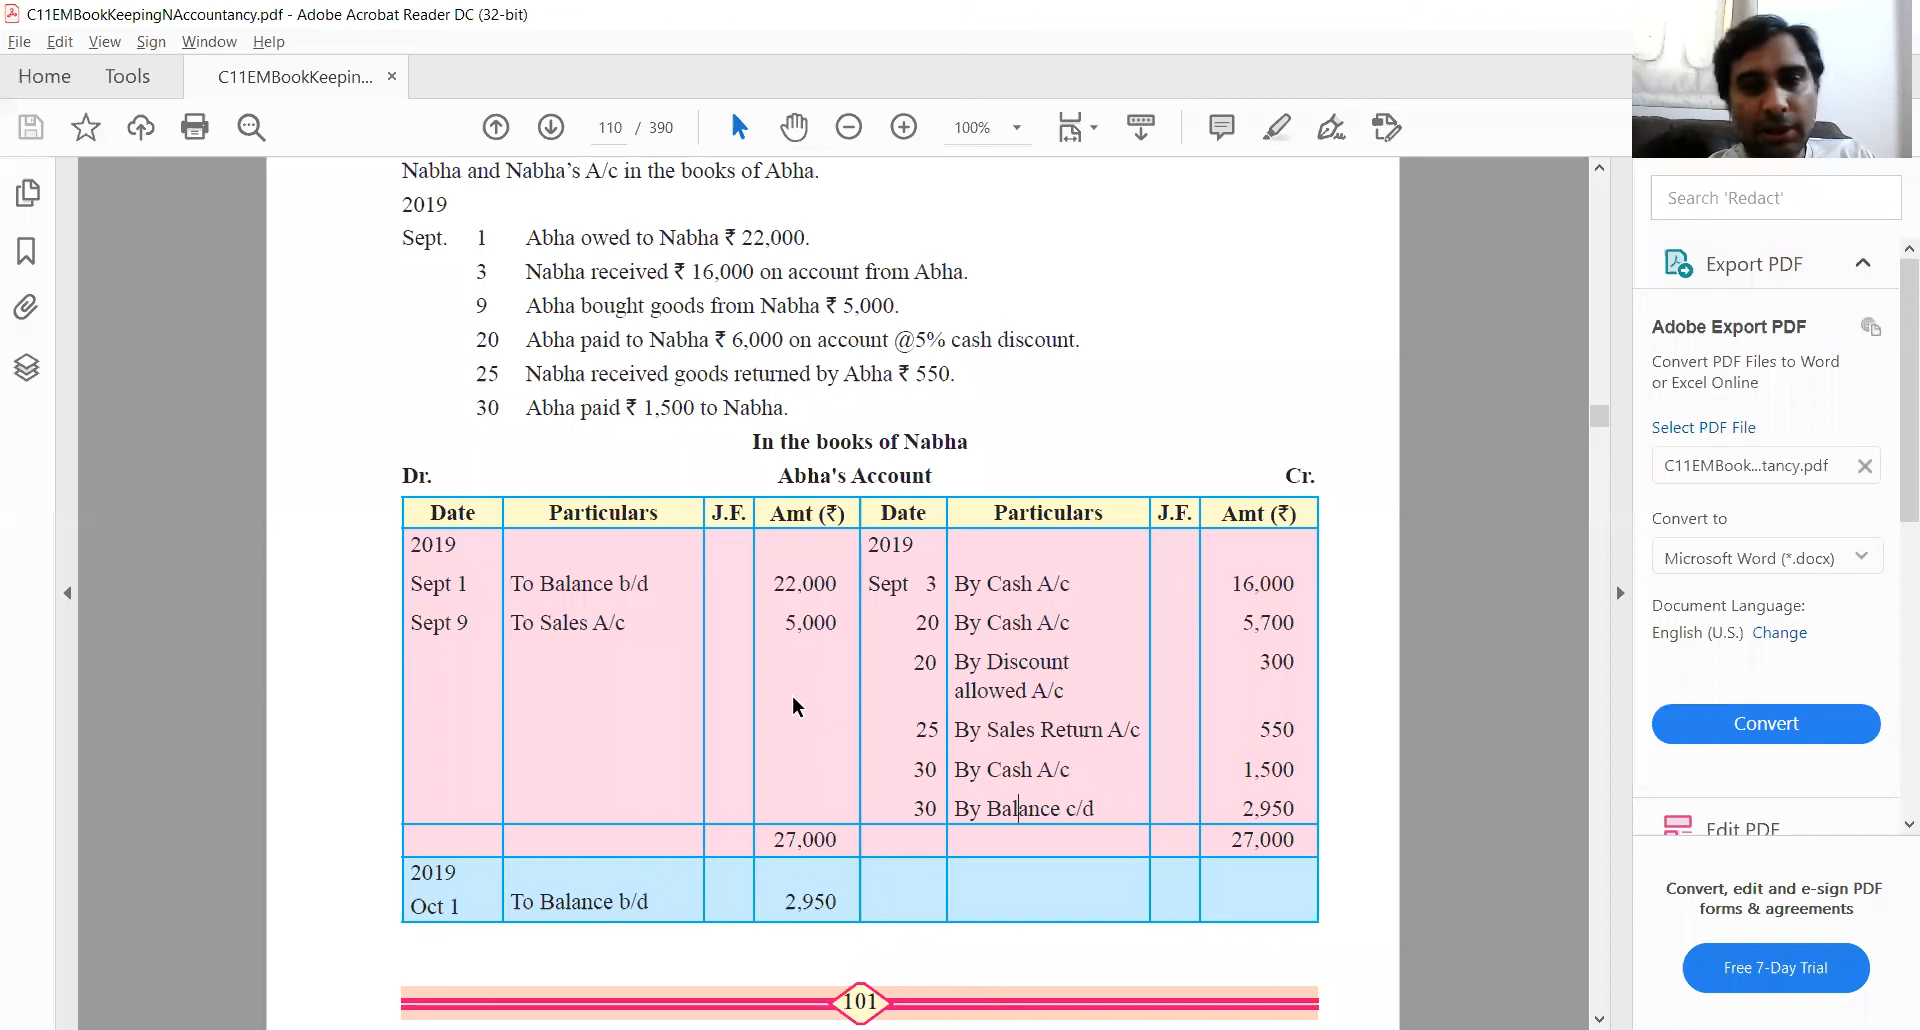 C11EMBookKeepingNAccountancy.pdf - Adobe Acrobat Reader DC (32-bit)
File Edit View Sign Window Help
Home Tools C11EMBookKeepin... ×
110 / 390 100%
Nabha and Nabha's A/c in the books of Abha.
2019
Sept. 1 Abha owed to Nabha ₹ 22,000.
3 Nabha received ₹ 16,000 on account from Abha.
9 Abha bought goods from Nabha ₹ 5,000.
20 Abha paid to Nabha ₹ 6,000 on account @5% cash discount.
25 Nabha received goods returned by Abha ₹ 550.
30 Abha paid ₹ 1,500 to Nabha.
In the books of Nabha
Dr. Abha's Account Cr.
Date Particulars J.F. Amt (₹) Date Particulars J.F. Amt (₹)
2019 2019
Sept 1 To Balance b/d 22,000 Sept 3 By Cash A/c 16,000
Sept 9 To Sales A/c 5,000 20 By Cash A/c 5,700
20 By Discount 300
allowed A/c
25 By Sales Return A/c 550
30 By Cash A/c 1,500
30 By Balance c/d 2,950
27,000 27,000
2019
Oct 1 To Balance b/d 2,950
101
Search 'Redact'
Export PDF
Adobe Export PDF
Convert PDF Files to Word
or Excel Online
Select PDF File
C11EMBook...tancy.pdf
Convert to
Microsoft Word (*.docx)
Document Language:
English (U.S.) Change
Convert
Edit PDF
Convert, edit and e-sign PDF
forms & agreements
Free 7-Day Trial